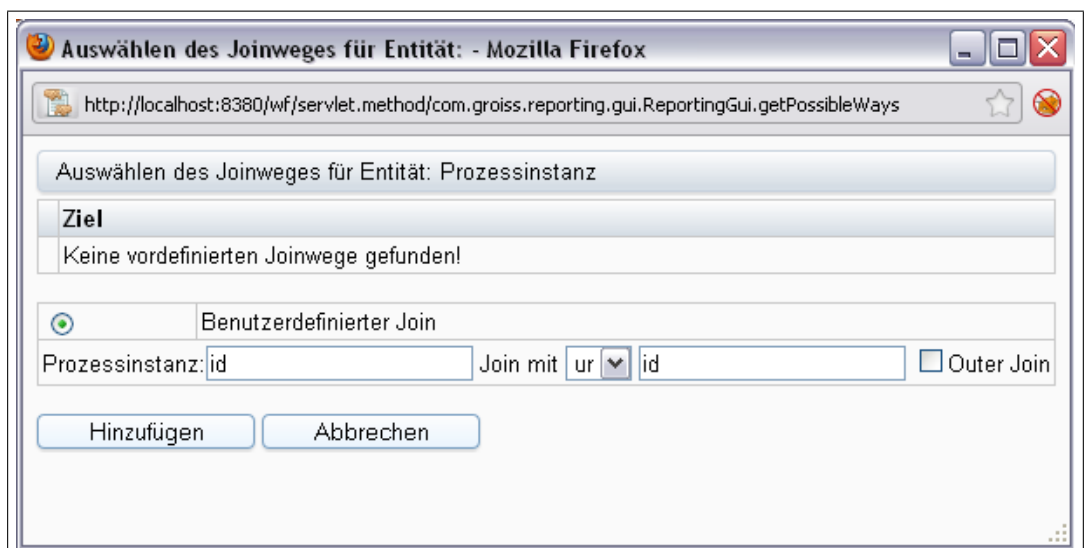 Auswählen des Joinweges für Entität: - Mozilla Firefox
http://localhost:8380/wf/servlet.method/com.groiss.reporting.gui.ReportingGui.getPossibleWays
Auswählen des Joinweges für Entität: Prozessinstanz
Ziel
Keine vordefinierten Joinwege gefunden!
Benutzerdefinierter Join
Prozessinstanz: id Join mit ur id Outer Join
Hinzufügen Abbrechen